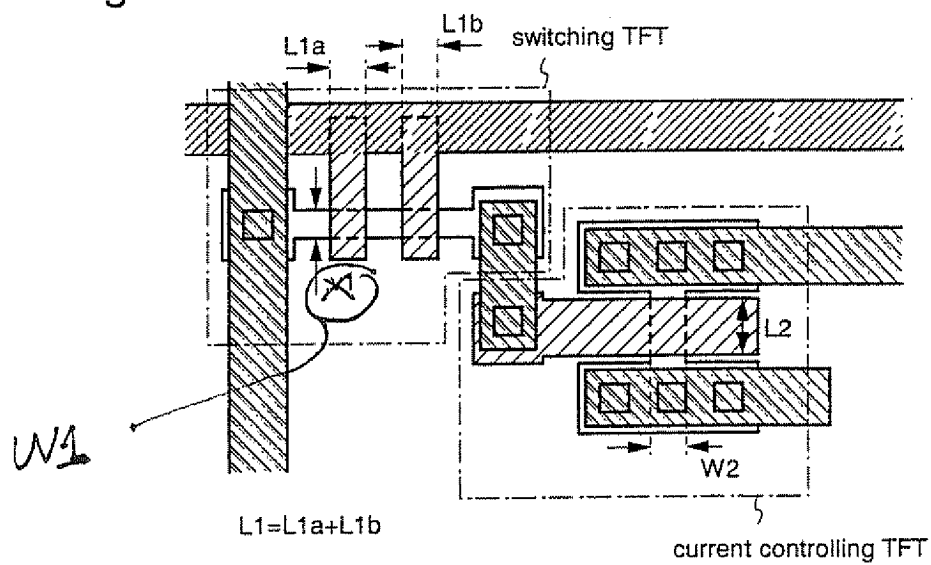 L1a
L1b
switching TFT
L2
W1
W2
L1=L1a+L1b
current controlling TFT